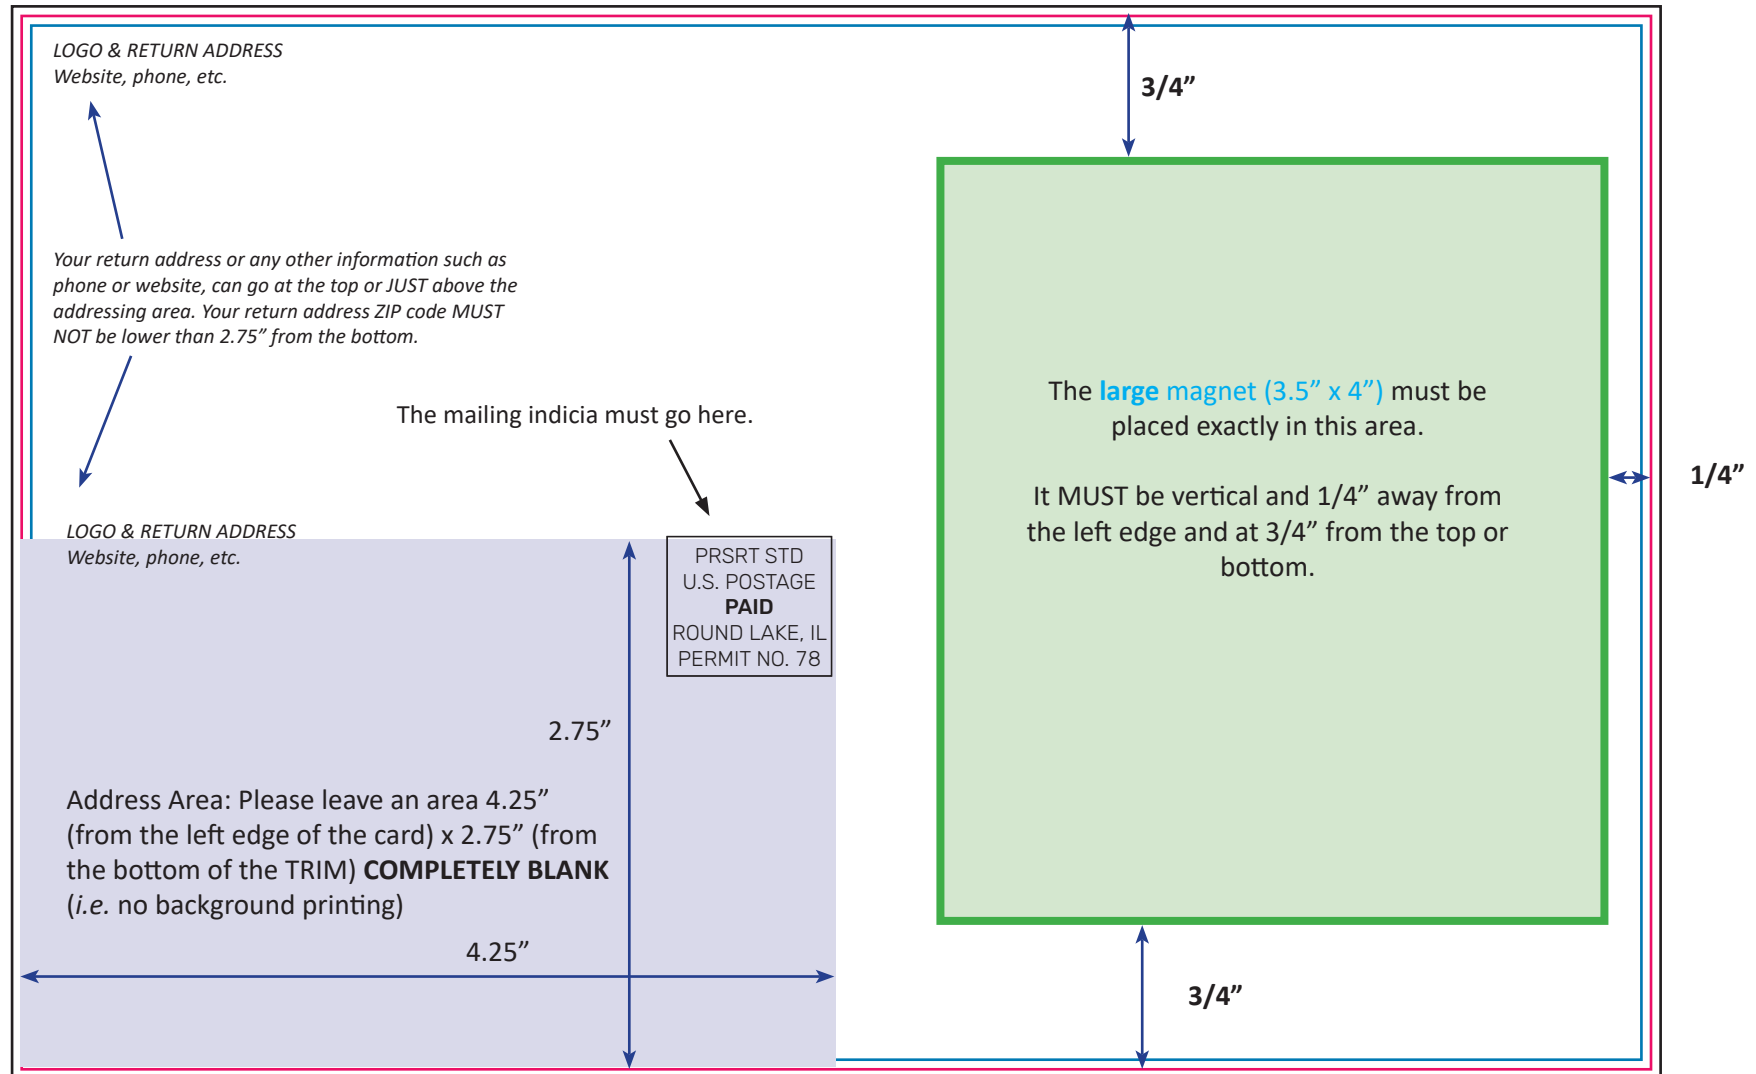 LOGO & RETURN ADDRESS
Website, phone, etc.
3/4”
Your return address or any other information such as
phone or website, can go at the top or JUST above the
addressing area. Your return address ZIP code MUST
NOT be lower than 2.75” from the bottom.
The mailing indicia must go here.
The large magnet (3.5” x 4”) must be
placed exactly in this area.
It MUST be vertical and 1/4” away from
the left edge and at 3/4” from the top or
bottom.
1/4”
LOGO & RETURN ADDRESS
Website, phone, etc.
PRSRT STD
U.S. POSTAGE
PAID
ROUND LAKE, IL
PERMIT NO. 78
2.75”
Address Area: Please leave an area 4.25”
(from the left edge of the card) x 2.75” (from
the bottom of the TRIM) COMPLETELY BLANK
(i.e. no background printing)
4.25”
3/4”